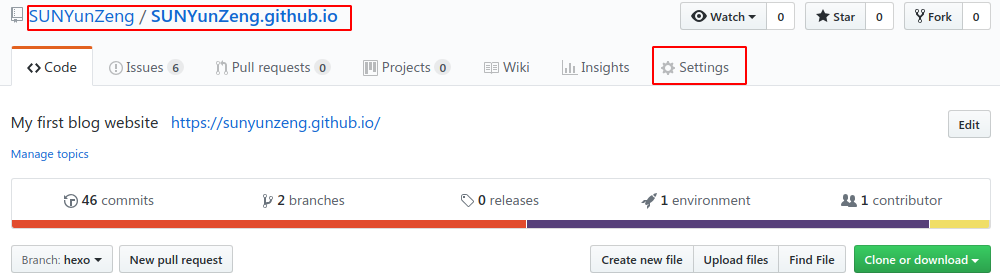 SUNYunZeng / SUNYunZeng.github.io Watch 0 Star 0 Fork 0
Code Issues 6 Pull requests 0 Projects 0 Wiki Insights Settings
My first blog website https://sunyunzeng.github.io/ Edit
Manage topics
46 commits 2 branches 0 releases 1 environment 1 contributor
Branch: hexo New pull request Create new file Upload files Find File Clone or download